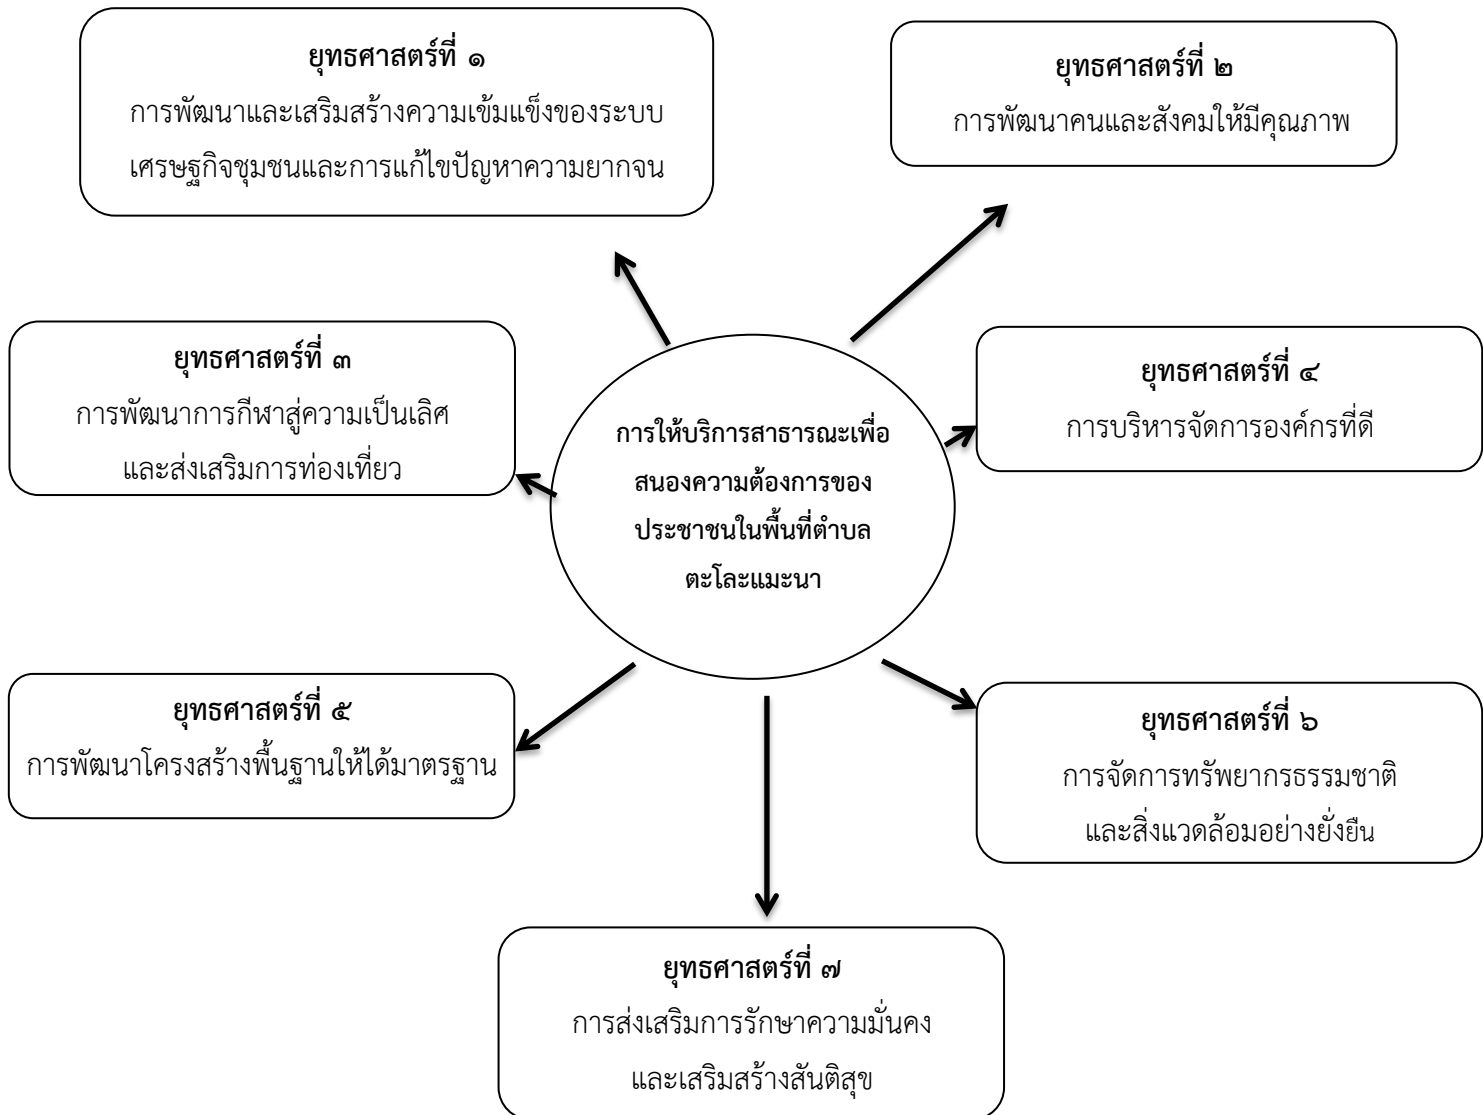 ยุทธศาสตร์ที่ ๑
การพัฒนาและเสริมสร้างความเข้มแข็งของระบบ
เศรษฐกิจชุมชนและการแก้ไขปัญหาความยากจน
ยุทธศาสตร์ที่ ๒
การพัฒนาคนและสังคมให้มีคุณภาพ
ยุทธศาสตร์ที่ ๓
การพัฒนาการกีฬาสู่ความเป็นเลิศ
และส่งเสริมการท่องเที่ยว
ยุทธศาสตร์ที่ ๔
การบริหารจัดการองค์กรที่ดี
การให้บริการสาธารณะเพื่อ
สนองความต้องการของ
ประชาชนในพื้นที่ตำบล
ตะโละแมะนา
ยุทธศาสตร์ที่ ๕
การพัฒนาโครงสร้างพื้นฐานให้ได้มาตรฐาน
ยุทธศาสตร์ที่ ๖
การจัดการทรัพยากรธรรมชาติ
และสิ่งแวดล้อมอย่างยั่งยืน
ยุทธศาสตร์ที่ ๗
การส่งเสริมการรักษาความมั่นคง
และเสริมสร้างสันติสุข